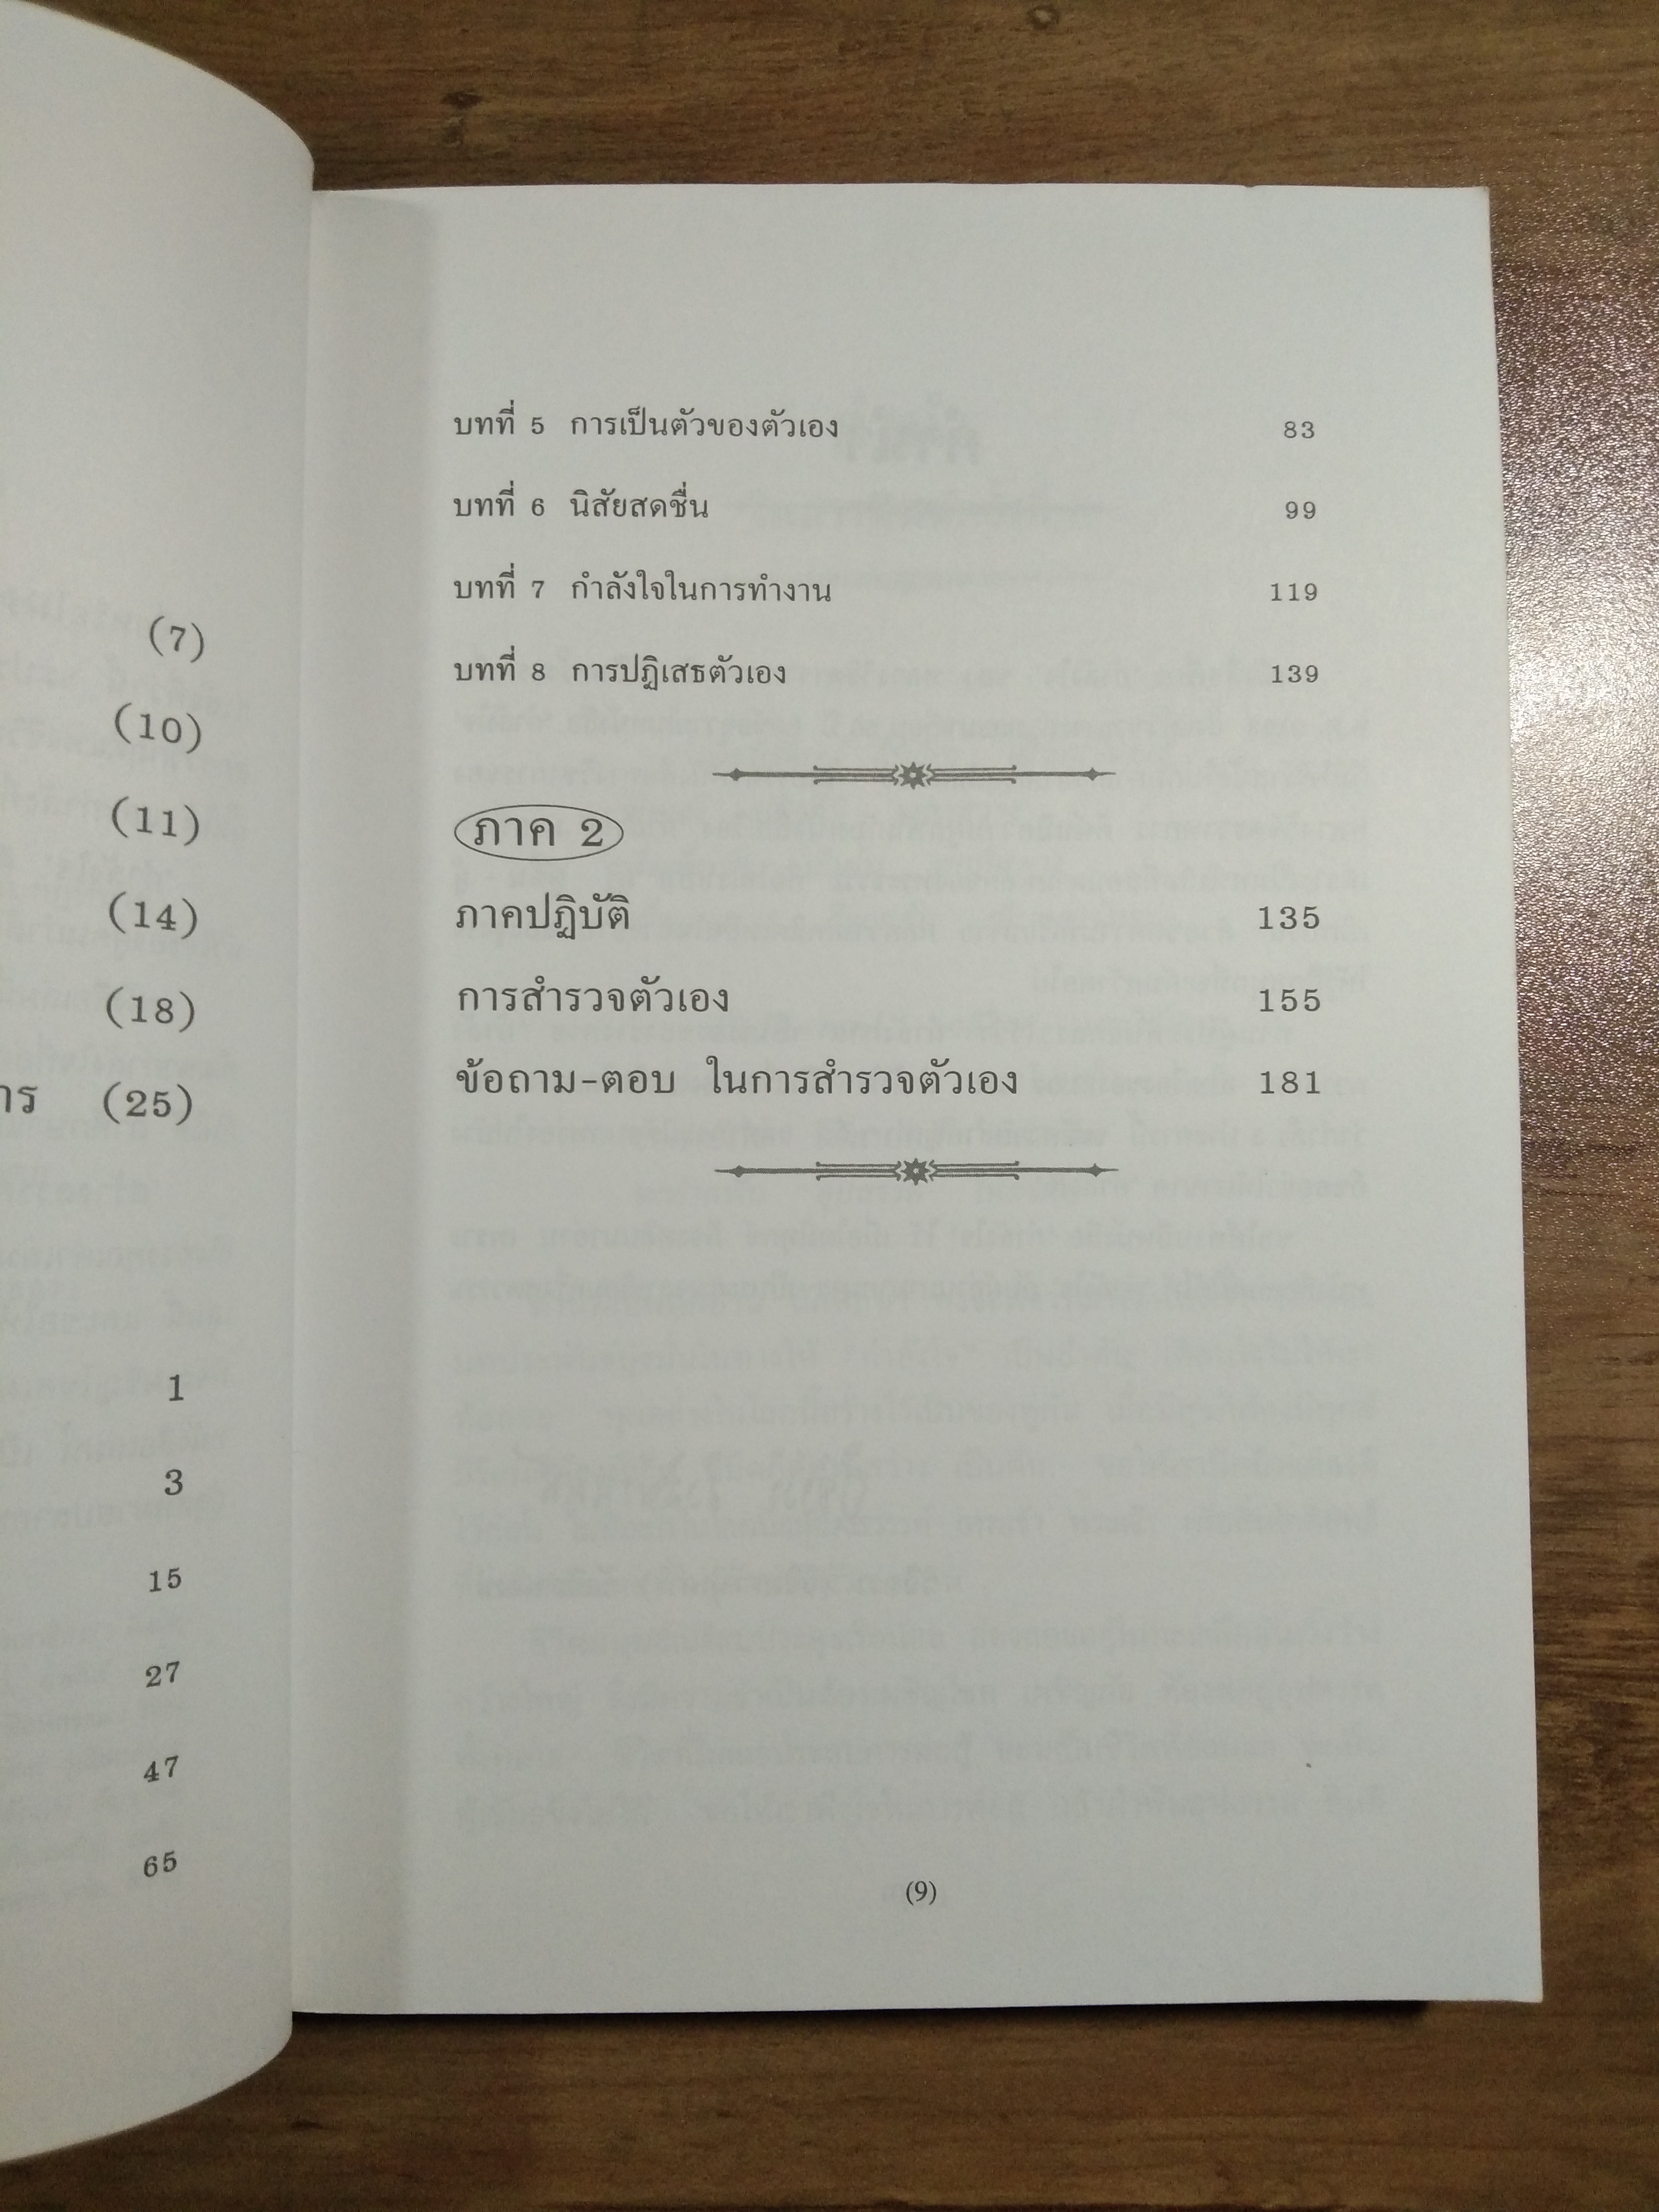 (7)
(10)
(11)
(14)
(18)
(25)
1
3
15
27
47
65
บทที่ 5 การเป็นตัวของตัวเอง 83
บทที่ 6 นิสัยสดชื่น 99
บทที่ 7 กำลังใจในการทำงาน 119
บทที่ 8 การปฏิเสธตัวเอง 139
ภาค 2
ภาคปฏิบัติ 135
การสำรวจตัวเอง 155
ข้อถาม-ตอบ ในการสำรวจตัวเอง 181
(9)